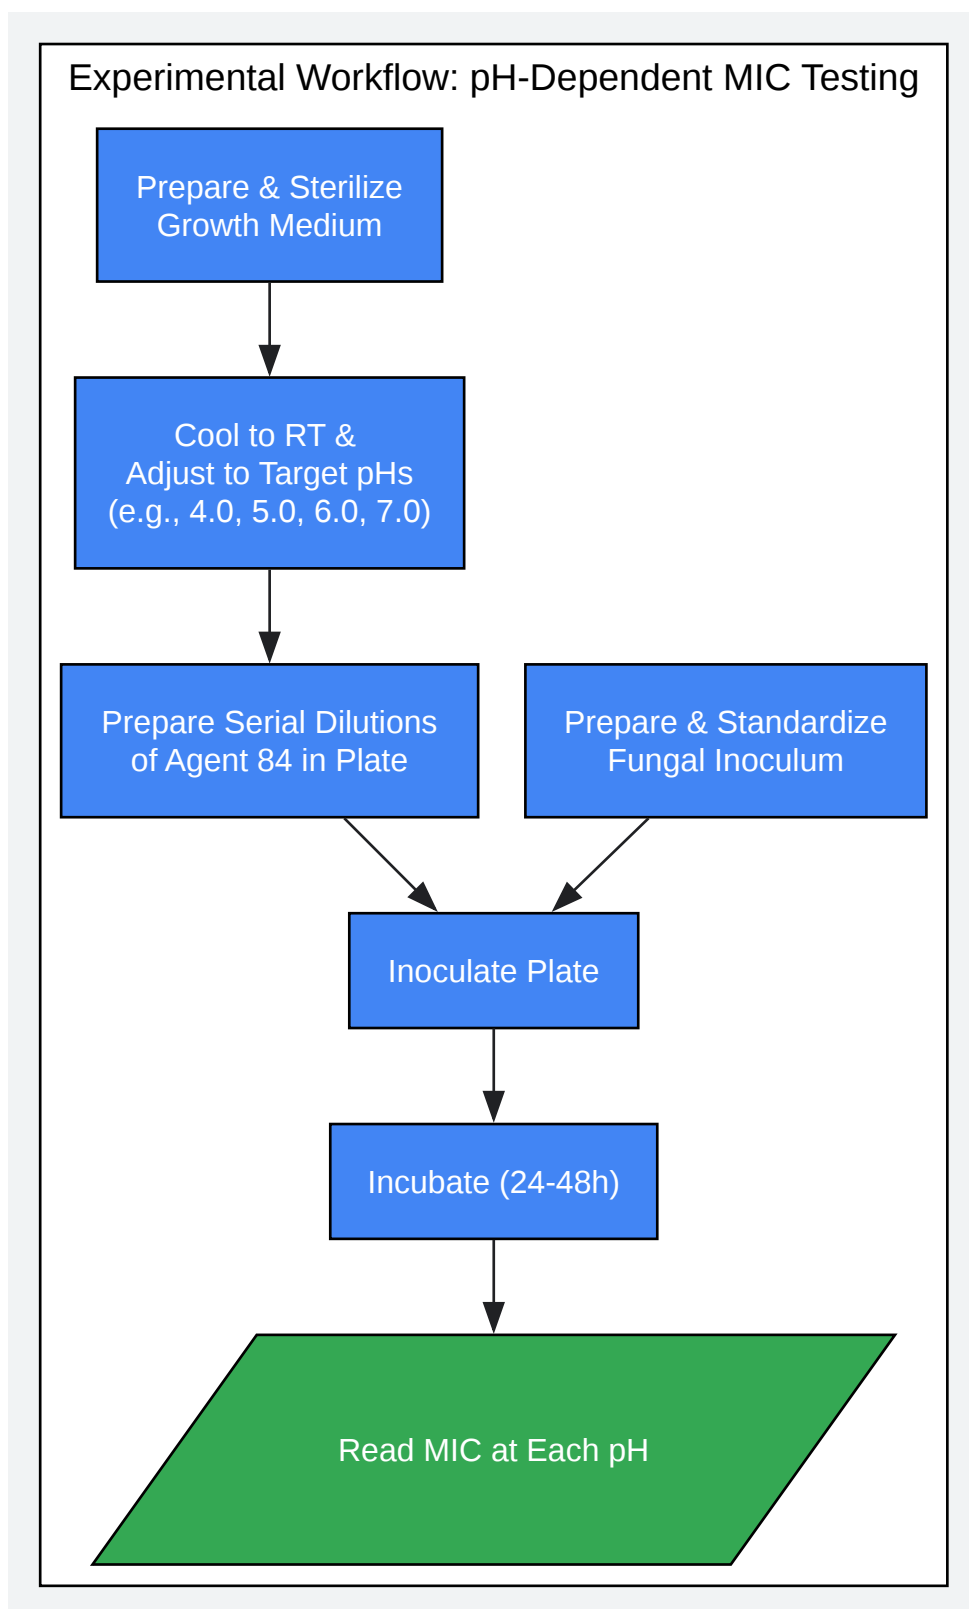 Experimental Workflow: pH-Dependent MIC Testing
Prepare & Sterilize
Growth Medium
Cool to RT &
Adjust to Target pHs
(e.g., 4.0, 5.0, 6.0, 7.0)
Prepare Serial Dilutions
of Agent 84 in Plate
Prepare & Standardize
Fungal Inoculum
Inoculate Plate
Incubate (24-48h)
Read MIC at Each pH